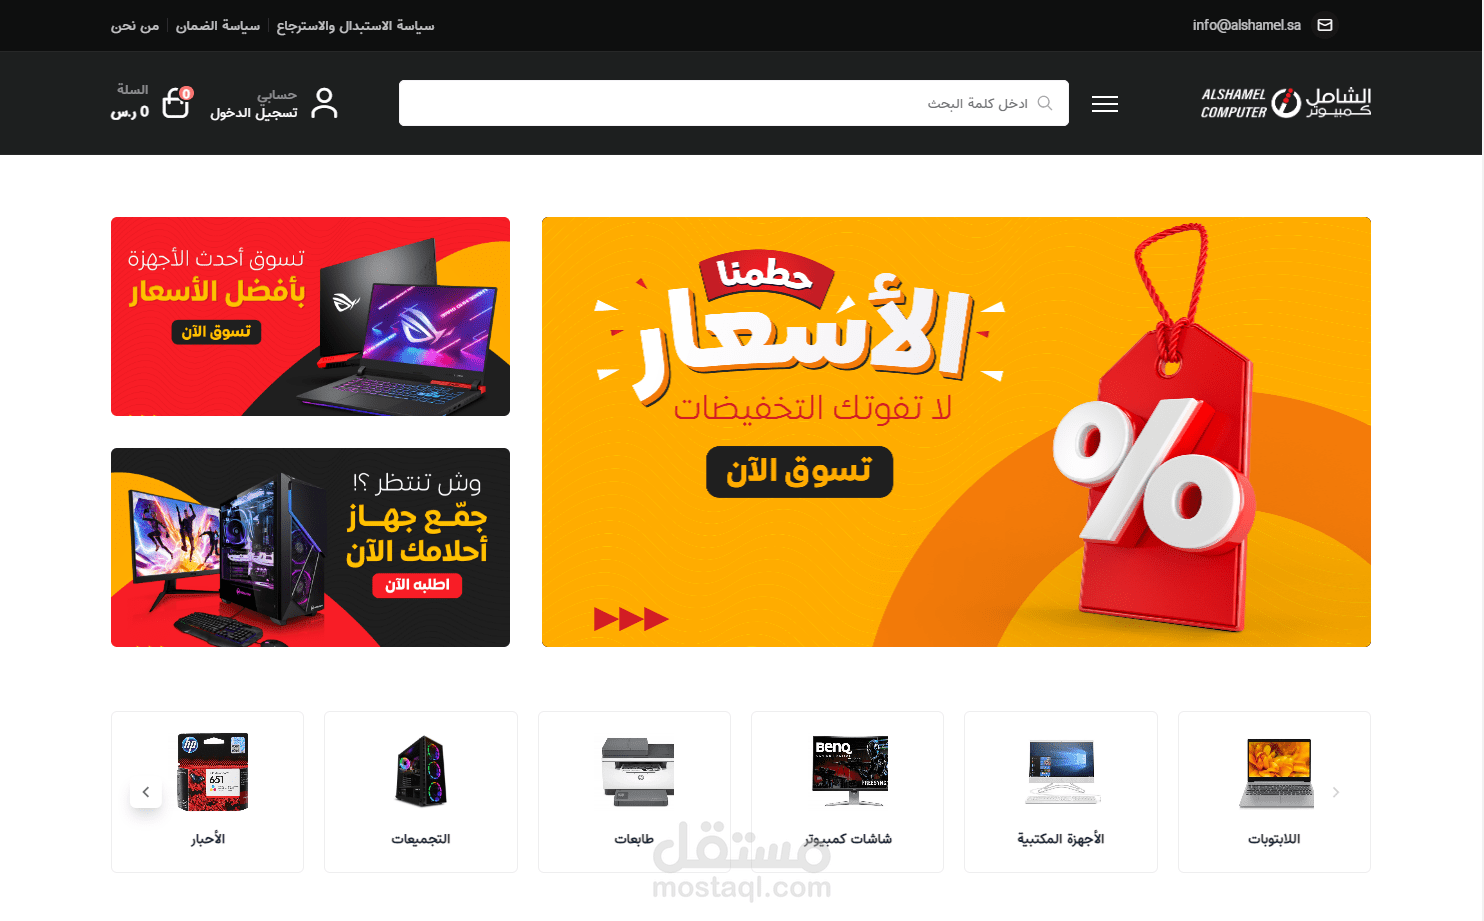 info@alshamel.sa
سياسة الاستبدال والاسترجاع
سياسة الضمان
من نحن
الشامل
كمبيوتر
ALSHAMEL
COMPUTER
ادخل كلمة البحث
حسابي
تسجيل الدخول
السلة
0
0 ر.س
حطمنا
الأسعار
لا تفوتك التخفيضات
تسوق الآن
%
تسوق أحدث الأجهزة
بأفضل الأسعار
تسوق الآن
وش تنتظر ؟!
جمّع جهاز
أحلامك الآن
اطلبه الآن
اللابتوبات
الأجهزة المكتبية
BENQ
FREESYNC
شاشات كمبيوتر
طابعات
التجميعات
hp
651
الأحبار
مستقل
mostaql.com